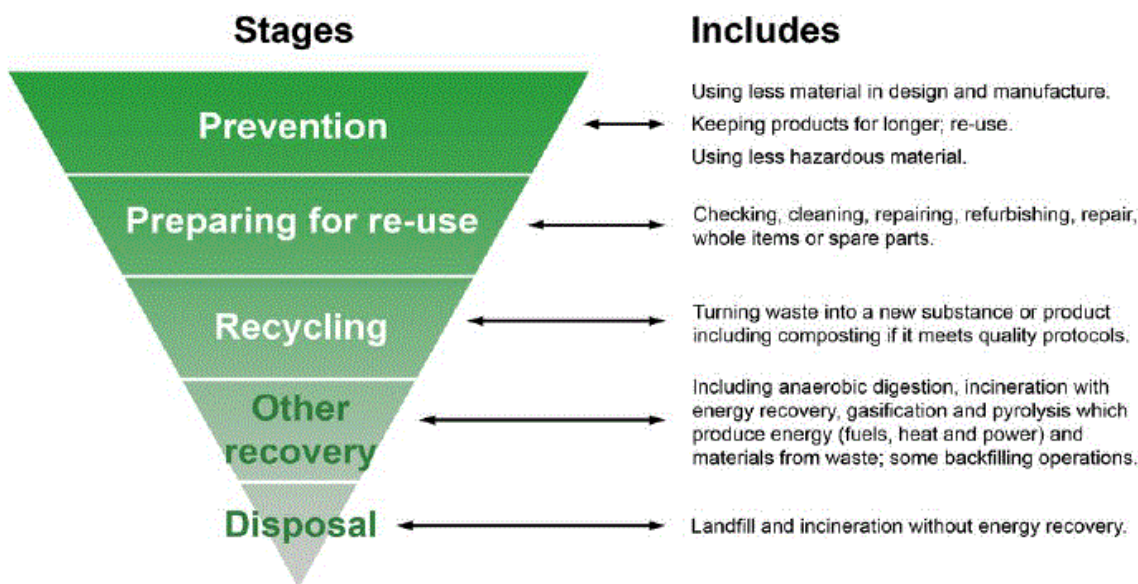 Stages
Includes
Prevention
Using less material in design and manufacture.
Keeping products for longer; re-use.
Using less hazardous material.
Preparing for re-use
Checking, cleaning, repairing, refurbishing, repair,
whole items or spare parts.
Recycling
Turning waste into a new substance or product
including composting if it meets quality protocols.
Other
recovery
Including anaerobic digestion, incineration with
energy recovery, gasification and pyrolysis which
produce energy (fuels, heat and power) and
materials from waste; some backfilling operations.
Disposal
Landfill and incineration without energy recovery.